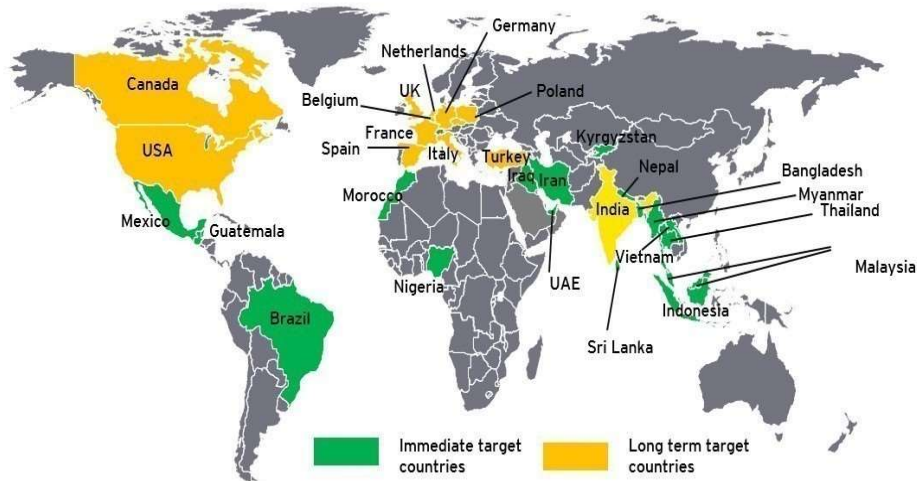 Germany
Netherlands
Canada
UK
Poland
Belgium
USA
France
Kyrgyzstan
Spain
Italy
Turkey
Nepal
Iraq
Iran
Bangladesh
Morocco
Myanmar
Mexico
India
Thailand
Guatemala
Vietnam
Malaysia
Nigeria
UAE
Brazil
Indonesia
Sri Lanka
Immediate target
countries
Long term target
countries